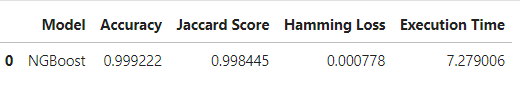 Model Accuracy Jaccard Score Hamming Loss Execution Time
0 NGBoost 0.999222 0.998445 0.000778 7.279006